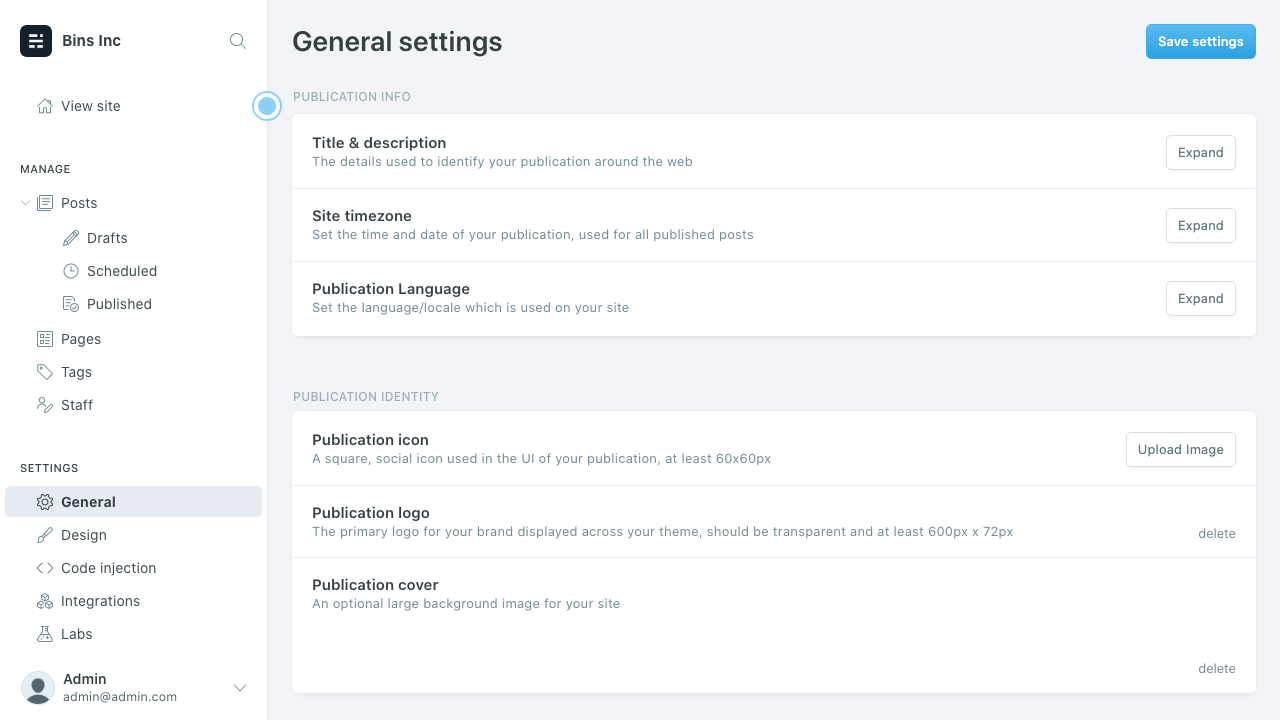 Bins Inc
View site
MANAGE
Posts
Drafts
Scheduled
Published
Pages
Tags
Staff
SETTINGS
General
Design
Code injection
Integrations
Labs
Admin
admin@admin.com
General settings
Save settings
PUBLICATION INFO
Title & description
The details used to identify your publication around the web
Expand
Site timezone
Set the time and date of your publication, used for all published posts
Expand
Publication Language
Set the language/locale which is used on your site
Expand
PUBLICATION IDENTITY
Publication icon
A square, social icon used in the UI of your publication, at least 60x60px
Upload Image
Publication logo
The primary logo for your brand displayed across your theme, should be transparent and at least 600px x 72px
delete
Publication cover
An optional large background image for your site
delete